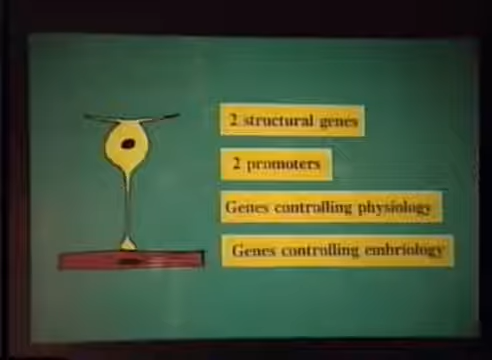 2 structural genes
2 promoters
Genes controlling physiology
Genes controlling embriology